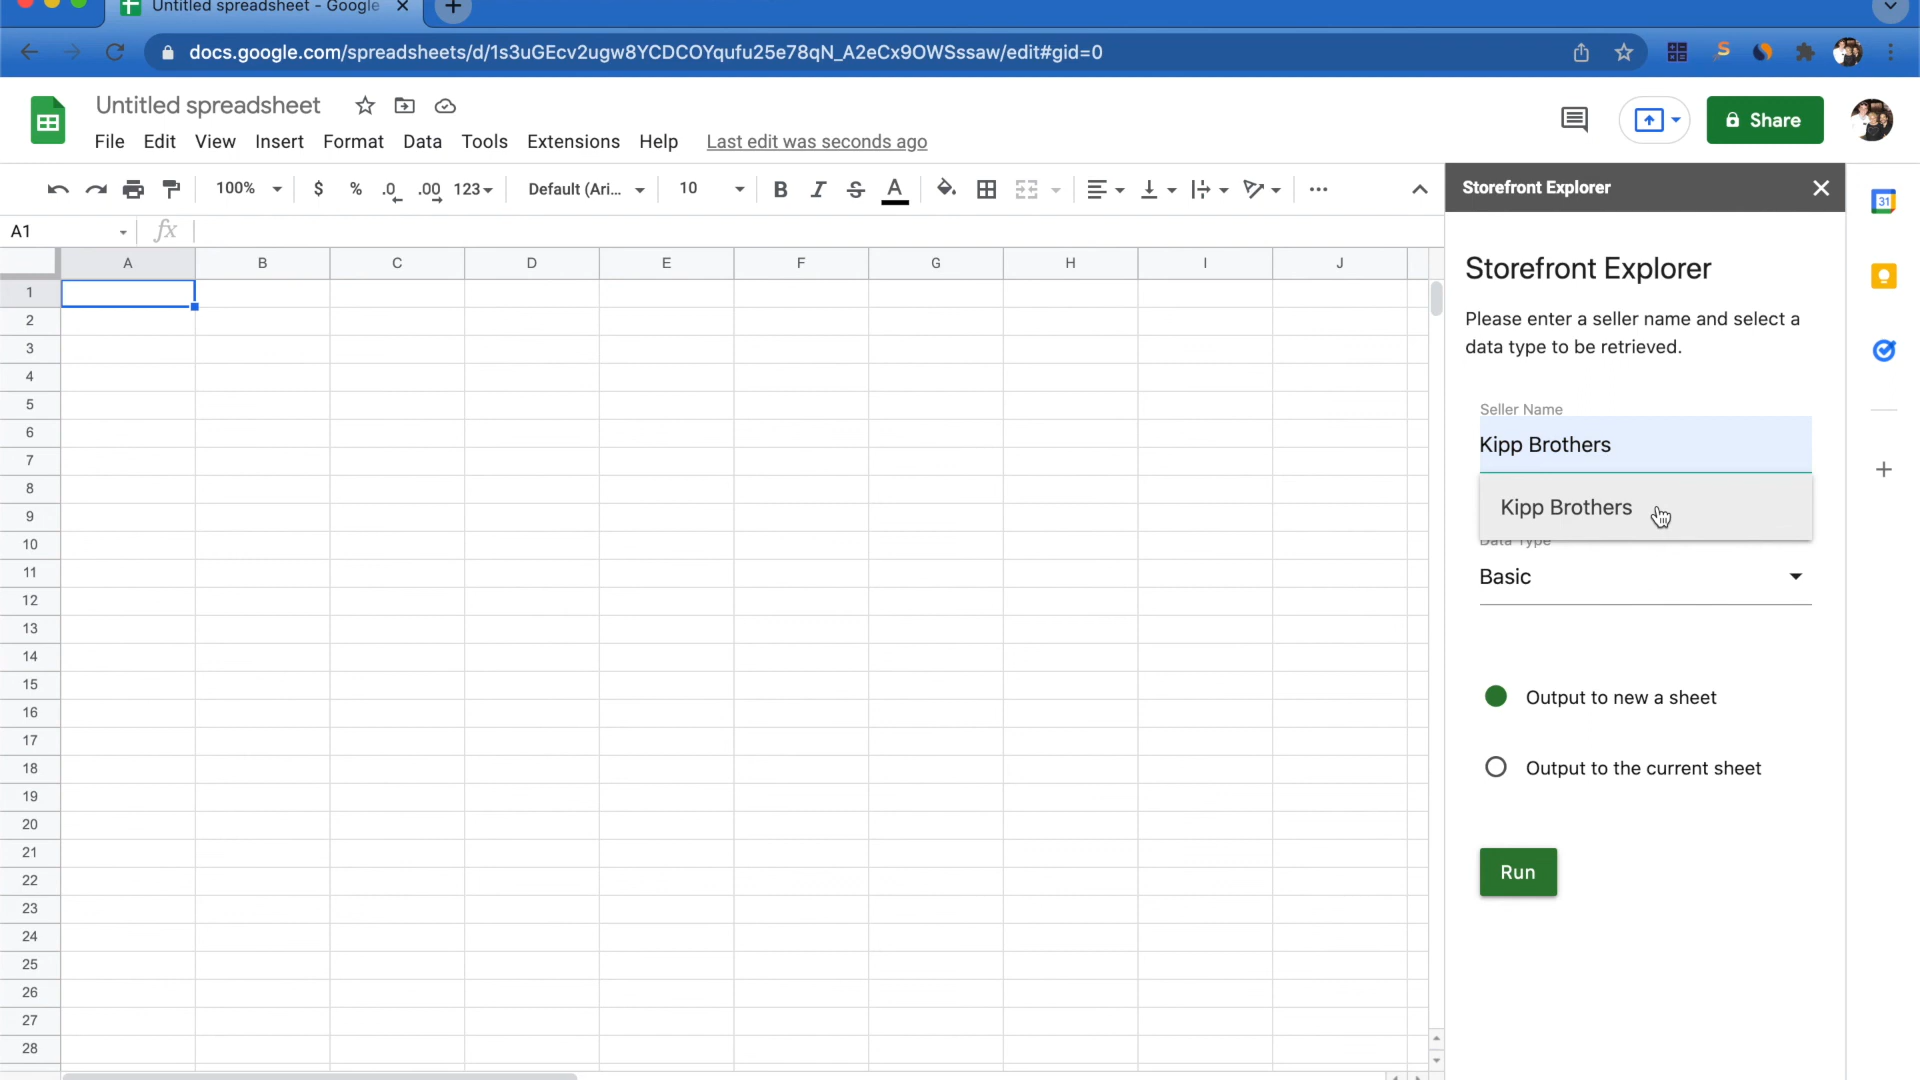 Untitled spreadsheet - Google
docs.google.com/spreadsheets/d/1s3uGEcv2ugw8YCDCOYqufu25e78qN_A2eCx9OWSssaw/edit#gid=0
Untitled spreadsheet
File Edit View Insert Format Data Tools Extensions Help Last edit was seconds ago
Share
100% $ % .0 .00 123 Default (Ari... 10 B I S A
A1 fx
A B C D E F G H I J
1
2
3
4
5
6
7
8
9
10
11
12
13
14
15
16
17
18
19
20
21
22
23
24
25
26
27
28
Storefront Explorer
Storefront Explorer
Please enter a seller name and select a
data type to be retrieved.
Seller Name
Kipp Brothers
Kipp Brothers
Data Type
Basic
Output to new a sheet
Output to the current sheet
Run
31